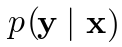 p(y | x)